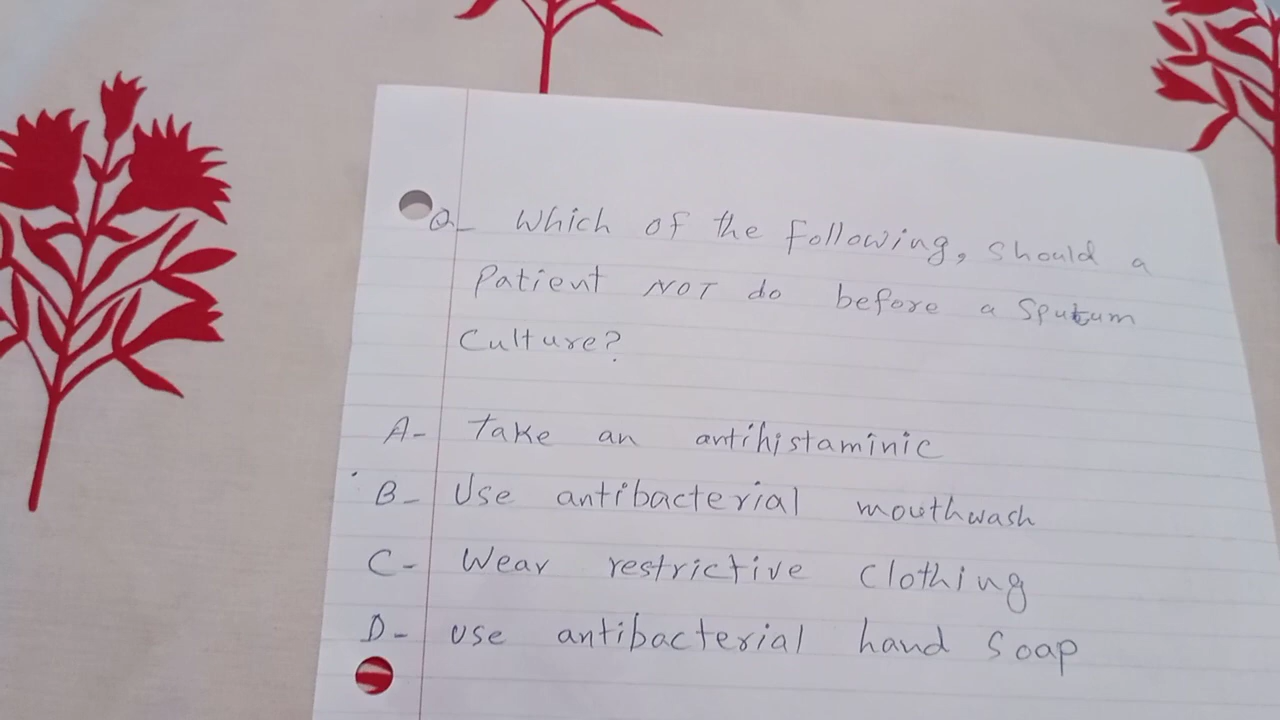 Q- Which of the following, should a
Patient NOT do before a Sputum
Culture?
A- Take an antihistaminic
B- Use antibacterial mouthwash
C- Wear restrictive clothing
D- use antibacterial hand soap